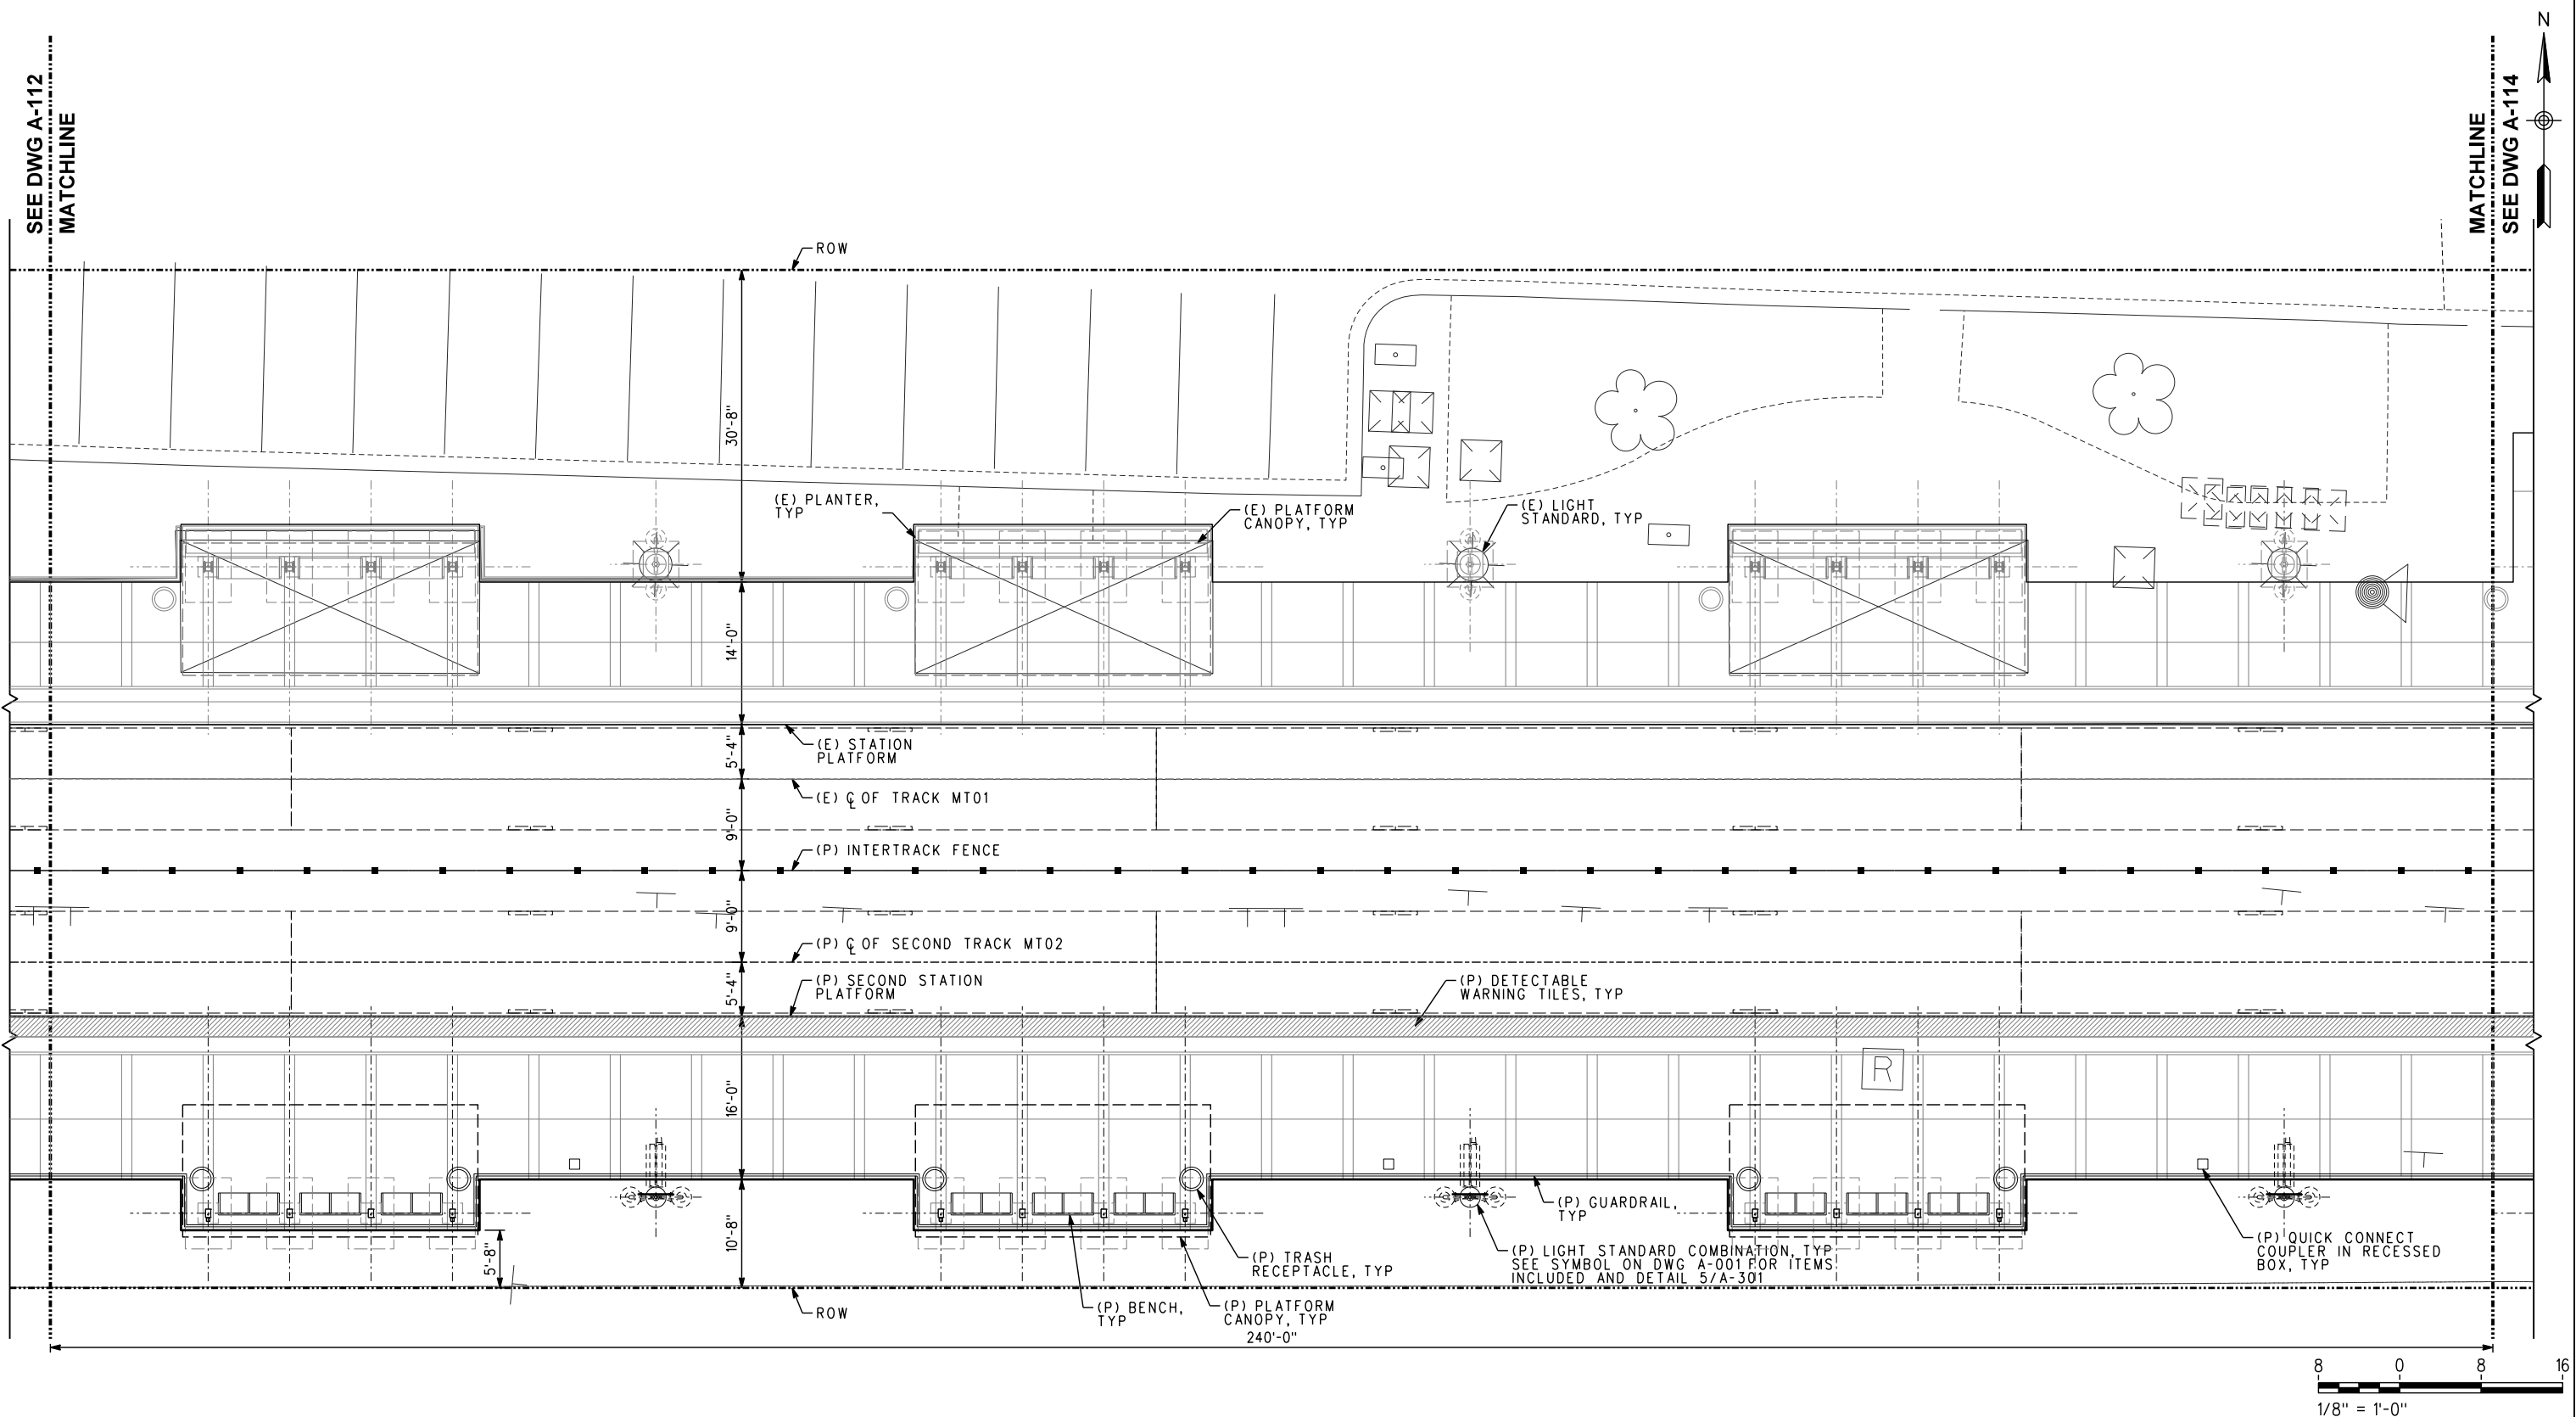 N
SEE DWG A-112
MATCHLINE
MATCHLINE
SEE DWG A-114
ROW
30'-8"
(E) PLANTER,
TYP
(E) PLATFORM
CANOPY, TYP
(E) LIGHT
STANDARD, TYP
14'-0"
(E) STATION
PLATFORM
5'-4"
(E) ℄ OF TRACK MT01
9'-0"
(P) INTERTRACK FENCE
9'-0"
(P) ℄ OF SECOND TRACK MT02
5'-4"
(P) SECOND STATION
PLATFORM
(P) DETECTABLE
WARNING TILES, TYP
R
16'-0"
(P) GUARDRAIL,
TYP
10'-8"
5'-8"
(P) TRASH
RECEPTACLE, TYP
(P) LIGHT STANDARD COMBINATION, TYP
SEE SYMBOL ON DWG A-001 FOR ITEMS
INCLUDED AND DETAIL 5/A-301
(P) QUICK CONNECT
COUPLER IN RECESSED
BOX, TYP
ROW
(P) BENCH,
TYP
(P) PLATFORM
CANOPY, TYP
240'-0"
8 0 8 16
1/8" = 1'-0"